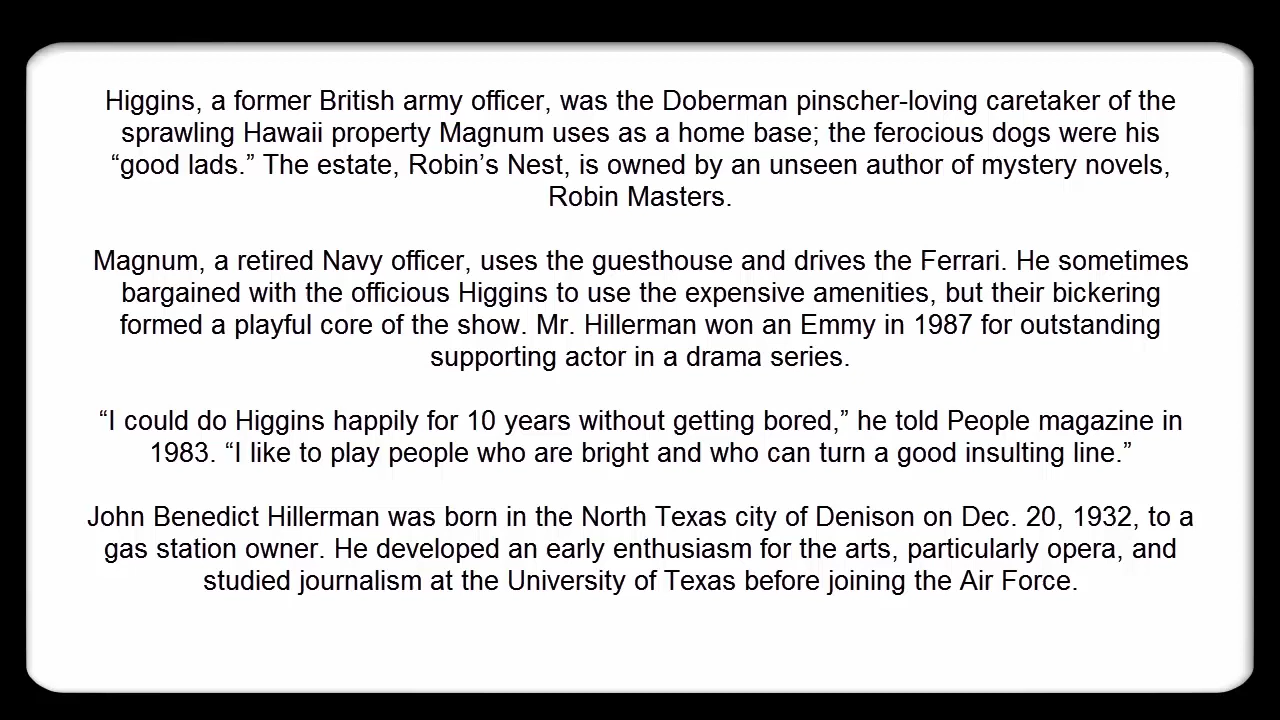 Higgins, a former British army officer, was the Doberman pinscher-loving caretaker of the
sprawling Hawaii property Magnum uses as a home base; the ferocious dogs were his
“good lads.” The estate, Robin’s Nest, is owned by an unseen author of mystery novels,
Robin Masters.
Magnum, a retired Navy officer, uses the guesthouse and drives the Ferrari. He sometimes
bargained with the officious Higgins to use the expensive amenities, but their bickering
formed a playful core of the show. Mr. Hillerman won an Emmy in 1987 for outstanding
supporting actor in a drama series.
“I could do Higgins happily for 10 years without getting bored,” he told People magazine in
1983. “I like to play people who are bright and who can turn a good insulting line.”
John Benedict Hillerman was born in the North Texas city of Denison on Dec. 20, 1932, to a
gas station owner. He developed an early enthusiasm for the arts, particularly opera, and
studied journalism at the University of Texas before joining the Air Force.